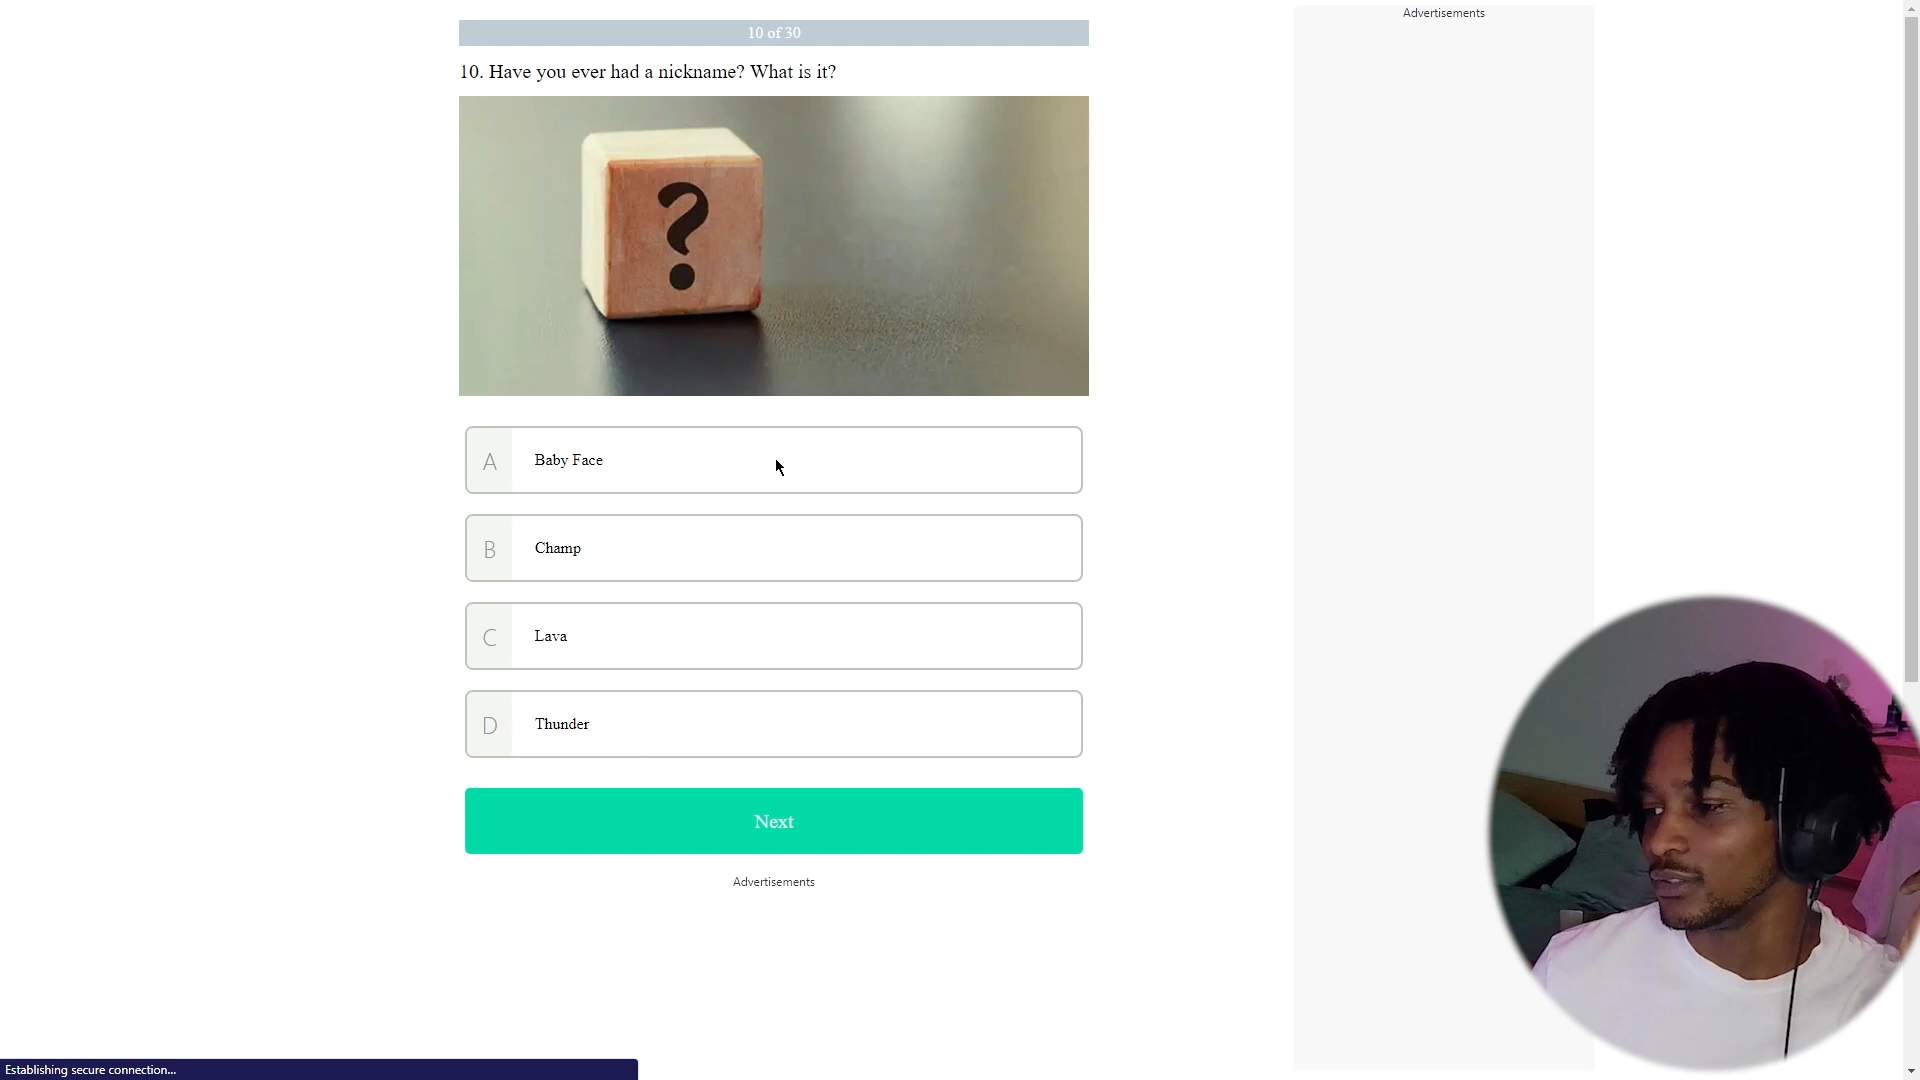 Advertisements
10 of 30
10. Have you ever had a nickname? What is it?
?
A
Baby Face
B
Champ
C
Lava
D
Thunder
Next
Advertisements
Establishing secure connection...